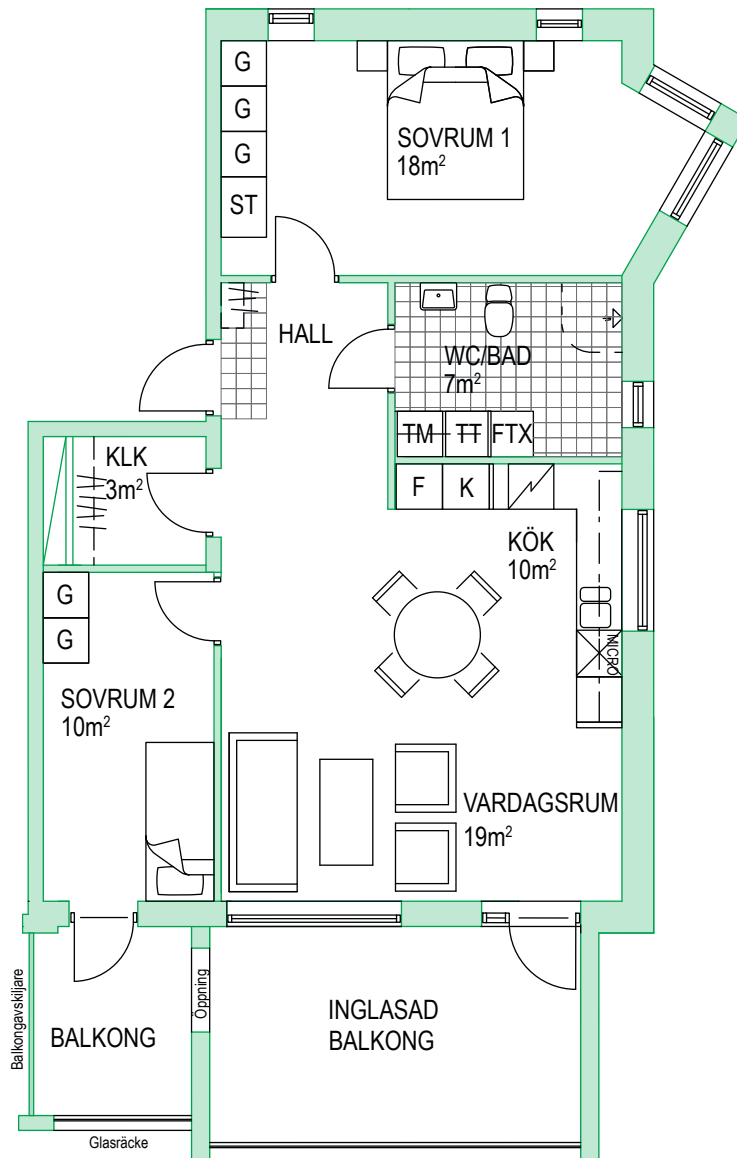 G
G
G
ST
SOVRUM 1
18m²
HALL
WC/BAD
7m²
TM
TT
FTX
KLK
3m²
F
K
KÖK
10m²
G
G
MICRO
SOVRUM 2
10m²
VARDAGSRUM
19m²
Balkongavskiljare
Öppning
BALKONG
INGLASAD
BALKONG
Glasräcke